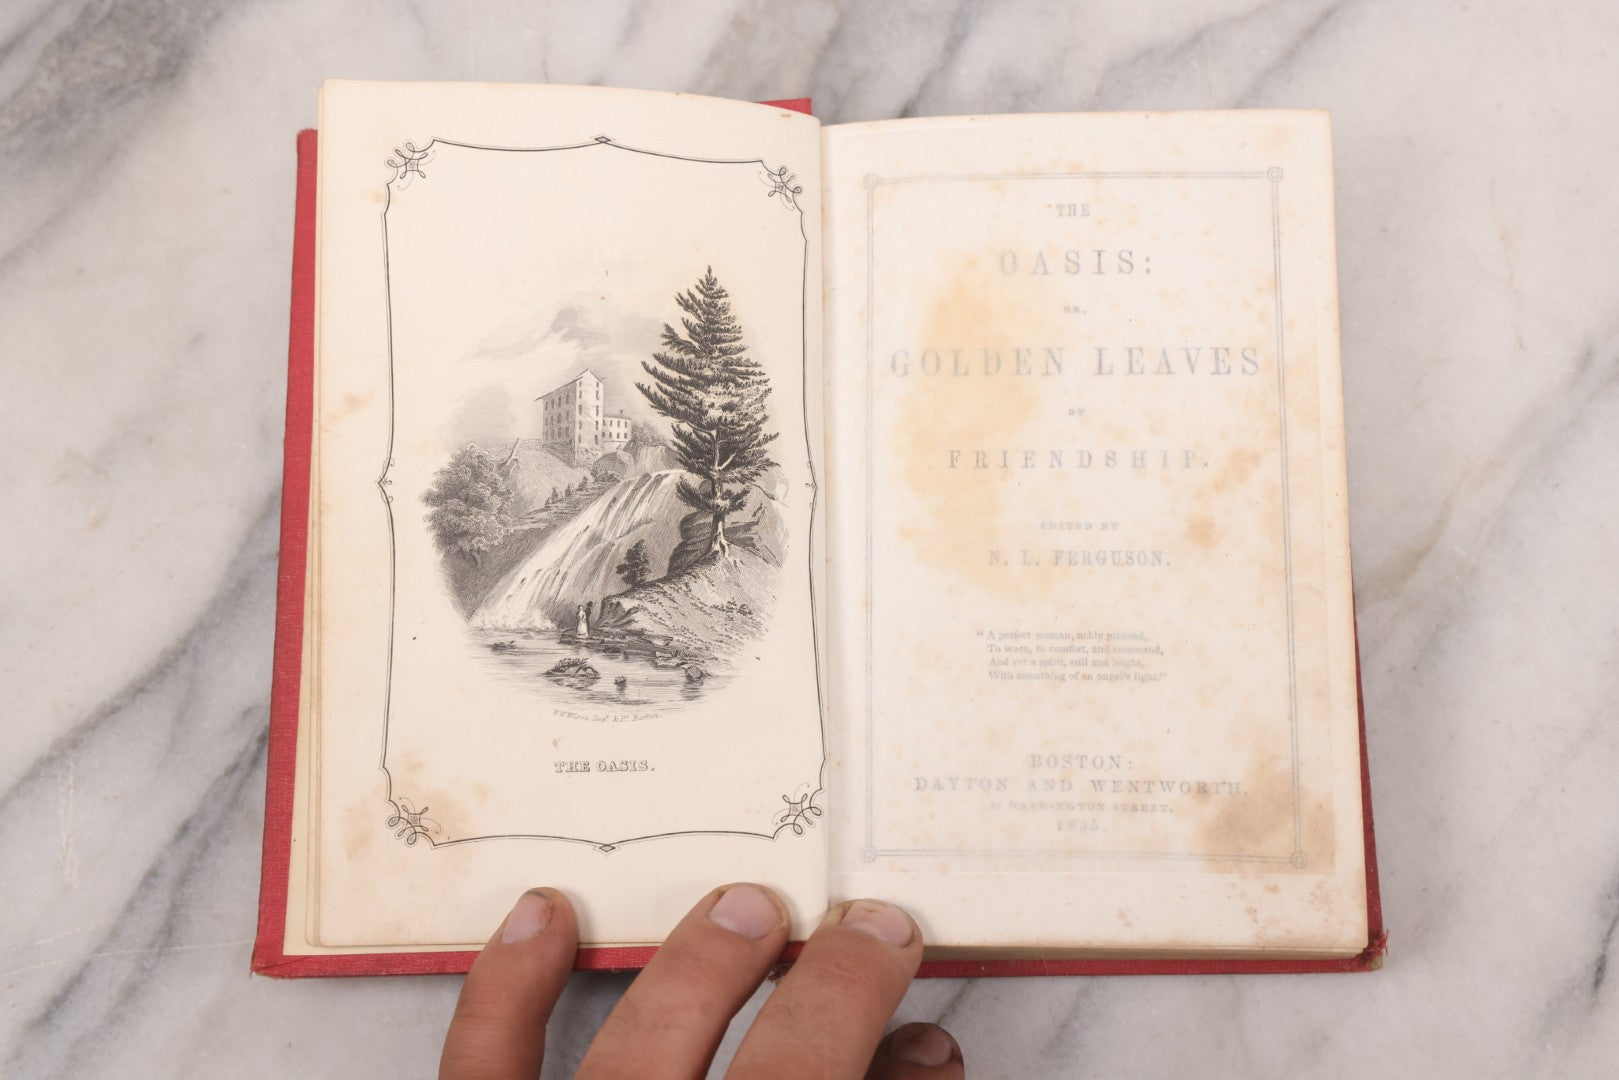 W.W.Wilson, Eng. & Pr. Boston.
THE OASIS.
THE
OASIS:
OR,
GOLDEN LEAVES
OF
FRIENDSHIP.
EDITED BY
N. L. FERGUSON.
"A perfect woman, nobly planned,
To warn, to comfort, and command,
And yet a spirit, still and bright,
With something of an angel's light."
BOSTON:
DAYTON AND WENTWORTH,
WASHINGTON STREET.
1855.